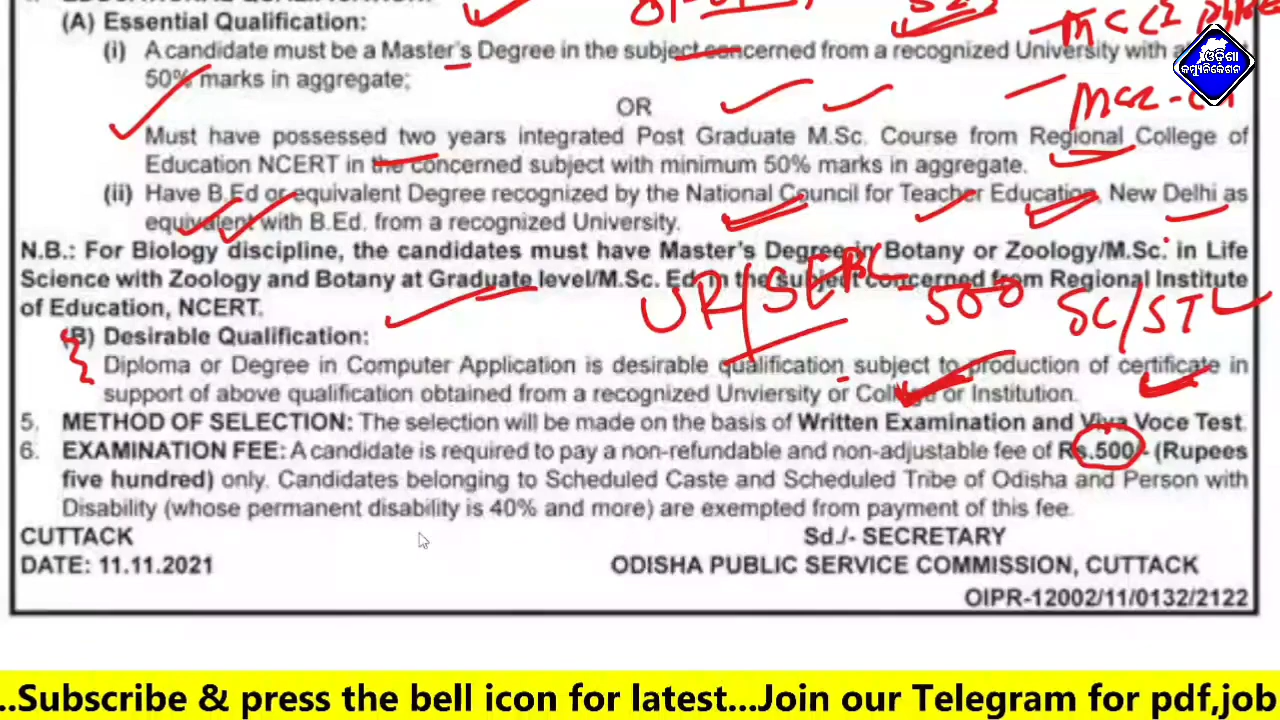 (A) Essential Qualification:
(i) A candidate must be a Master's Degree in the subject concerned from a recognized University with
50% marks in aggregate;
OR
Must have possessed two years integrated Post Graduate M.Sc. Course from Regional College of
Education NCERT in the concerned subject with minimum 50% marks in aggregate.
(ii) Have B.Ed or equivalent Degree recognized by the National Council for Teacher Education, New Delhi as
equivalent with B.Ed. from a recognized University.
N.B.: For Biology discipline, the candidates must have Master's Degree in Botany or Zoology/M.Sc. in Life
Science with Zoology and Botany at Graduate level/M.Sc. Ed in the subject concerned from Regional Institute
of Education, NCERT.
UR/SEBC 500 SC/ST
(B) Desirable Qualification:
Diploma or Degree in Computer Application is desirable qualification subject to production of certificate in
support of above qualification obtained from a recognized Unviersity or College or Institution.
5. METHOD OF SELECTION: The selection will be made on the basis of Written Examination and Viva Voce Test.
6. EXAMINATION FEE: A candidate is required to pay a non-refundable and non-adjustable fee of Rs.500/- (Rupees
five hundred) only. Candidates belonging to Scheduled Caste and Scheduled Tribe of Odisha and Person with
Disability (whose permanent disability is 40% and more) are exempted from payment of this fee.
CUTTACK
Sd./- SECRETARY
DATE: 11.11.2021
ODISHA PUBLIC SERVICE COMMISSION, CUTTACK
OIPR-12002/11/0132/2122
ଓଡ଼ିଶା
କମ୍ୟୁନିକେଶନ
...Subscribe & press the bell icon for latest...Join our Telegram for pdf,job